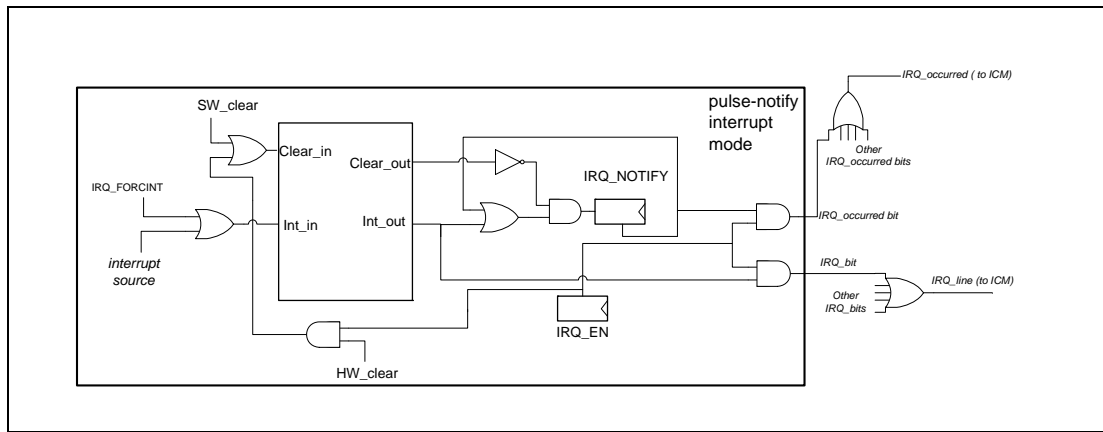 IRQ_occurred ( to ICM)
pulse-notify
interrupt
mode
SW_clear
Other
IRQ_occurred bits
Clear_in
Clear_out
IRQ_NOTIFY
IRQ_FORCINT
IRQ_occurred bit
Int_in
Int_out
interrupt
source
IRQ_bit
IRQ_line (to ICM)
Other
IRQ_bits
IRQ_EN
HW_clear